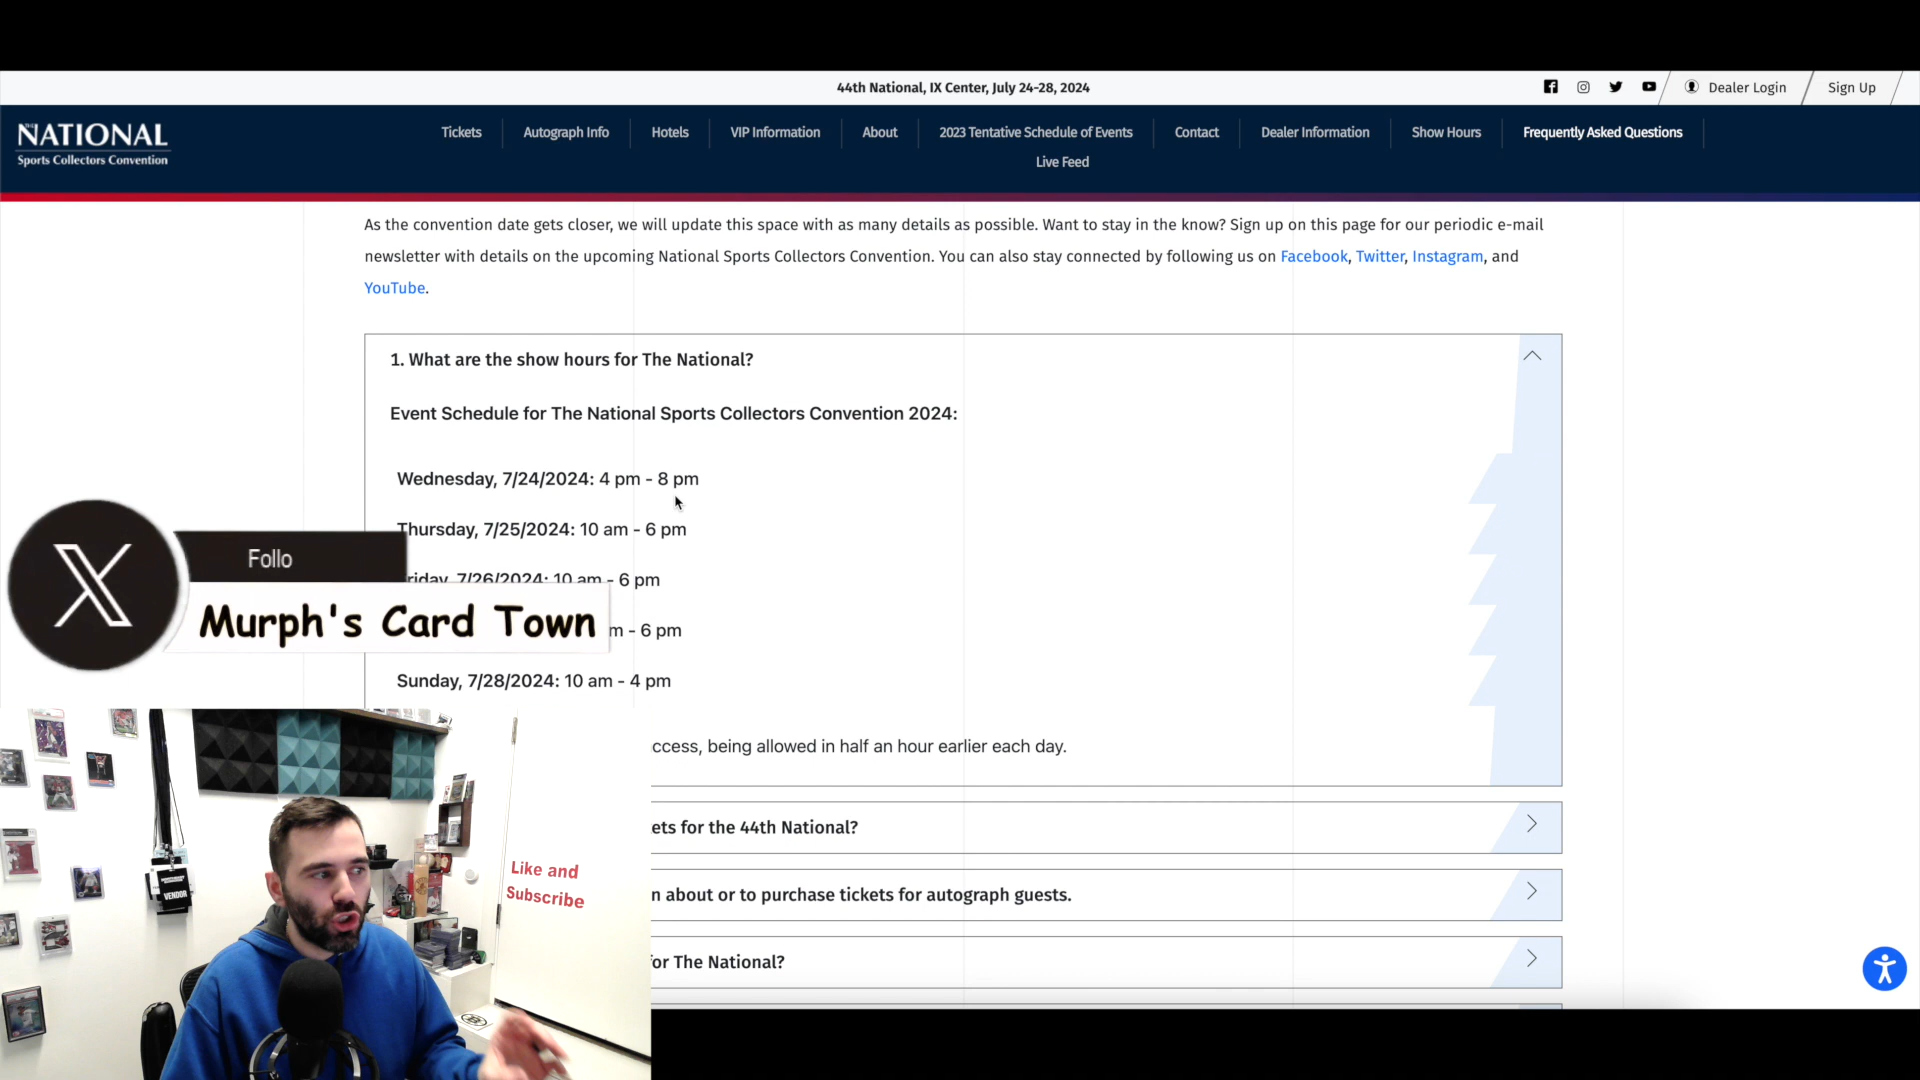 44th National, IX Center, July 24-28, 2024
Dealer Login
Sign Up
THE
NATIONAL
Sports Collectors Convention
Tickets
Autograph Info
Hotels
VIP Information
About
2023 Tentative Schedule of Events
Contact
Dealer Information
Show Hours
Frequently Asked Questions
Live Feed
As the convention date gets closer, we will update this space with as many details as possible. Want to stay in the know? Sign up on this page for our periodic e-mail
newsletter with details on the upcoming National Sports Collectors Convention. You can also stay connected by following us on Facebook, Twitter, Instagram, and
YouTube.
1. What are the show hours for The National?
Event Schedule for The National Sports Collectors Convention 2024:
Wednesday, 7/24/2024: 4 pm - 8 pm
Thursday, 7/25/2024: 10 am - 6 pm
Follo
riday, 7/26/2024: 10 am - 6 pm
Murph's Card Town
m - 6 pm
Sunday, 7/28/2024: 10 am - 4 pm
ccess, being allowed in half an hour earlier each day.
ets for the 44th National?
n about or to purchase tickets for autograph guests.
for The National?
Like and
Subscribe
VENDOR